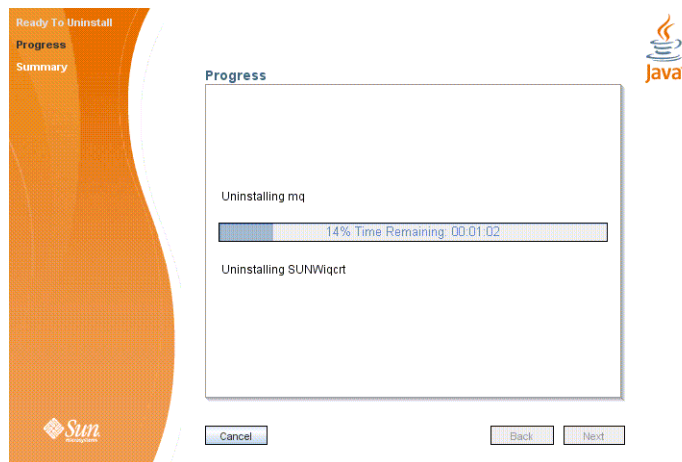 Ready To Uninstall
Progress
Summary
Java
Progress
Uninstalling mq
14% Time Remaining: 00:01:02
Uninstalling SUNWiqcrt
Sun
Cancel
Back
Next